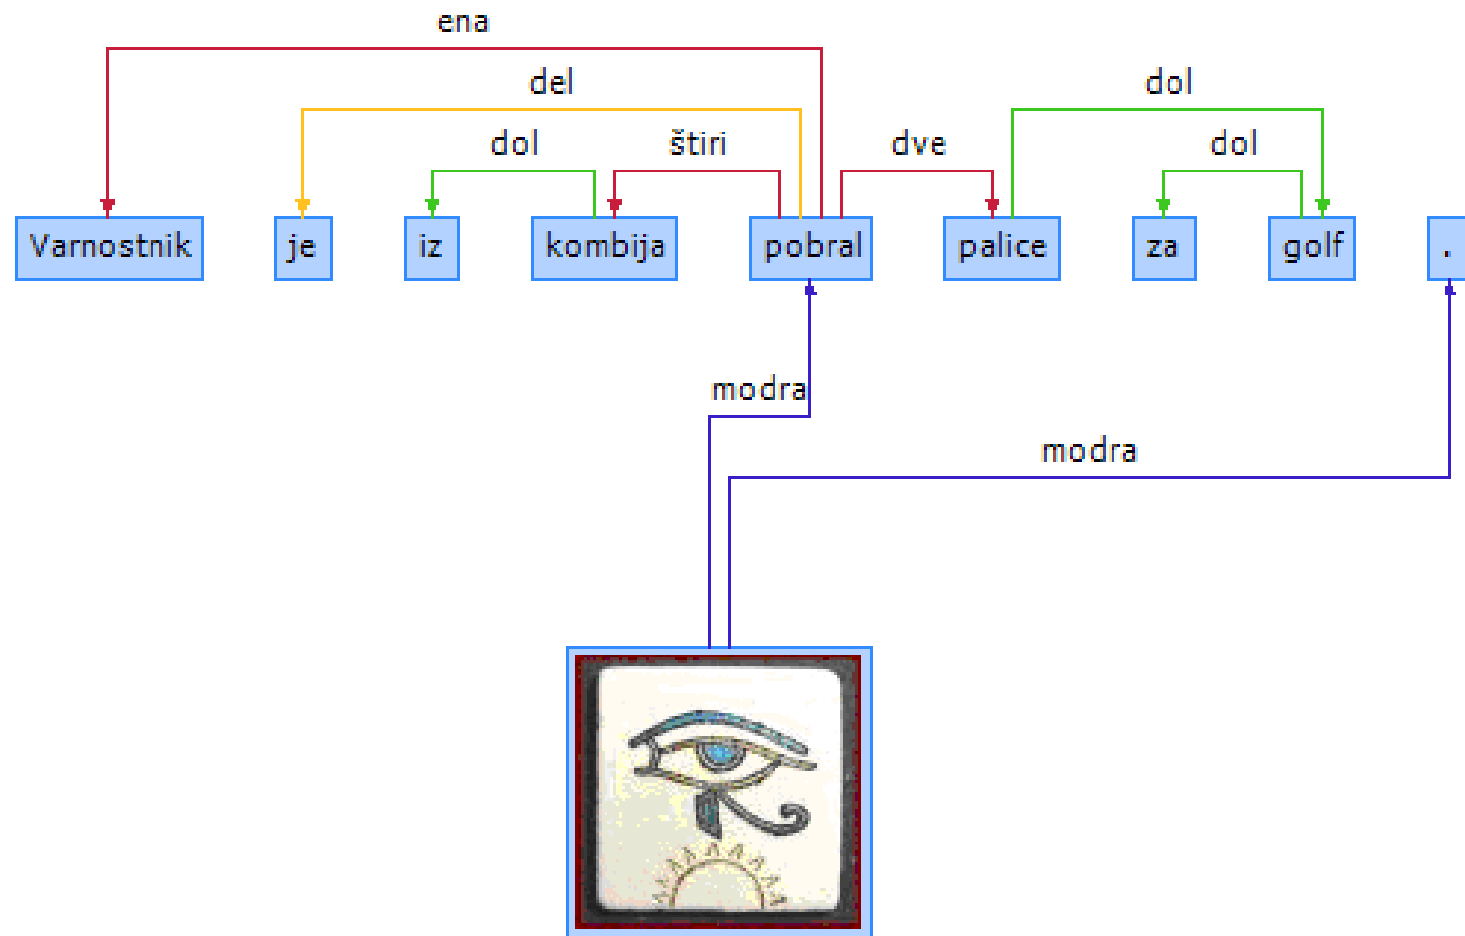 ena
del dol
dol štiri dve dol
Varnostnik je iz kombija pobral palice za golf .
modra
modra